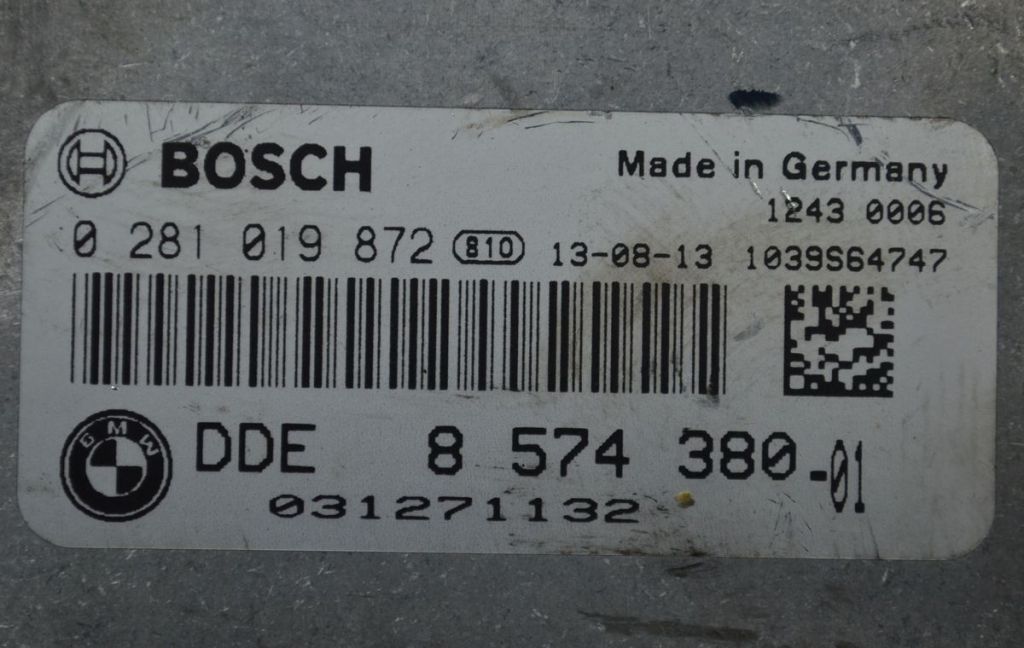 BOSCH
Made in Germany
1243 0006
0 281 019 872 810 13-08-13 1039S64747
BMW
DDE 8 574 380-01
031271132